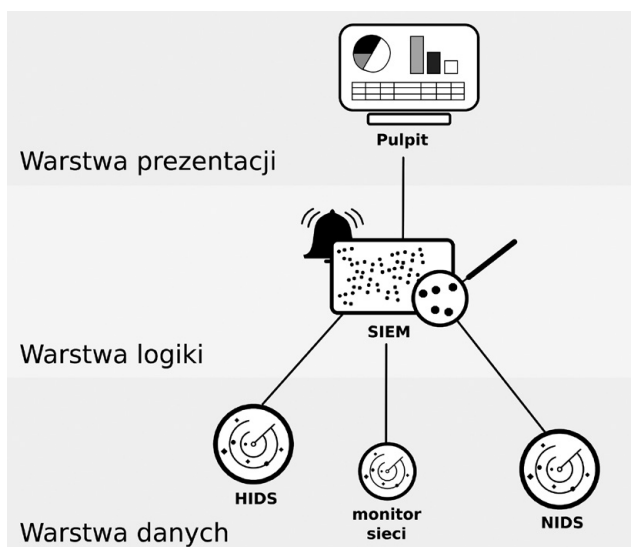 Pulpit
Warstwa prezentacji
SIEM
Warstwa logiki
HIDS
monitor
sieci
NIDS
Warstwa danych